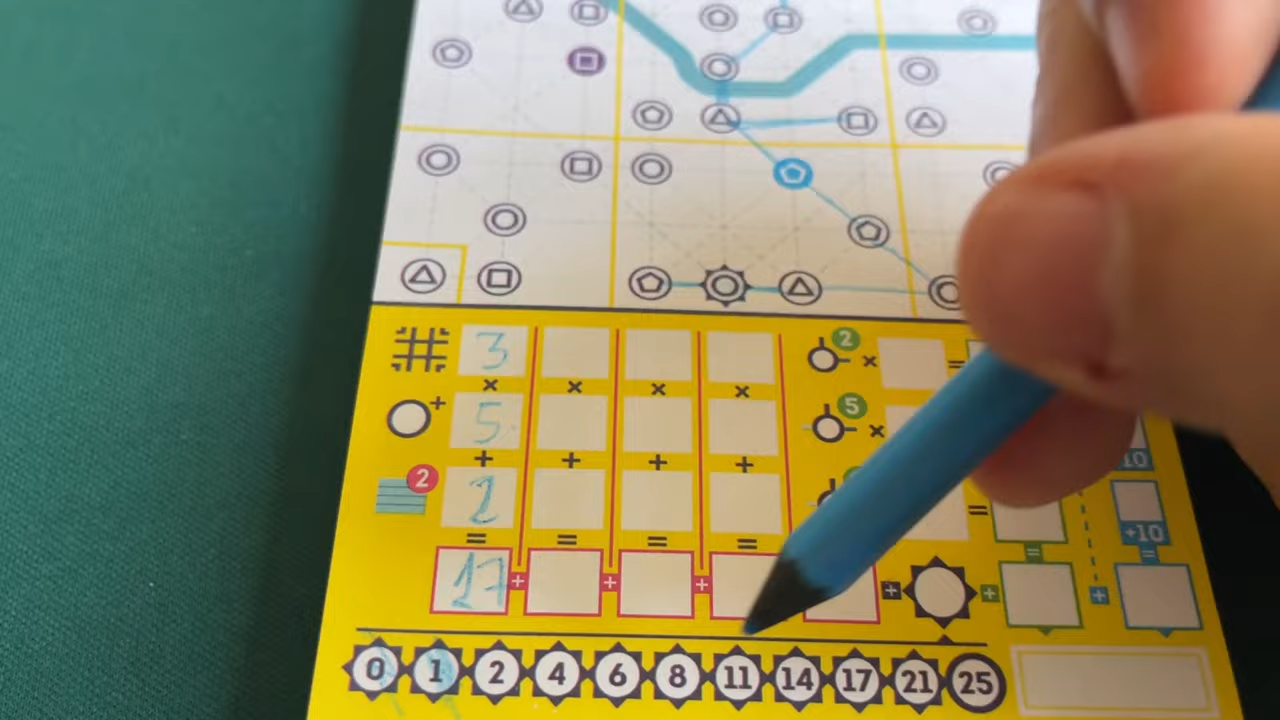 3 2
× × × × ×
5 5
× 
+ + + + +
2 2
= = = = =
10
+10
17 + + + + + +
0 1 2 4 6 8 11 14 17 21 25